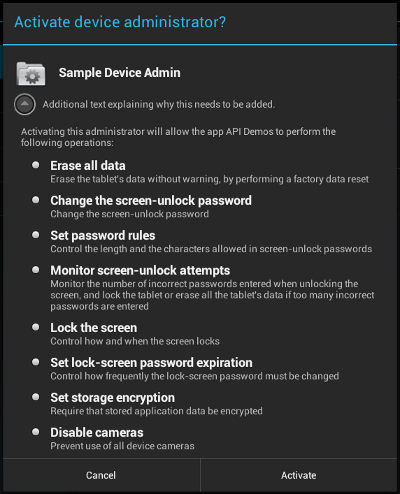 Activate device administrator?
Sample Device Admin
Additional text explaining why this needs to be added.
Activating this administrator will allow the app API Demos to perform the
following operations:
Erase all data
Erase the tablet's data without warning, by performing a factory data reset
Change the screen-unlock password
Change the screen-unlock password
Set password rules
Control the length and the characters allowed in screen-unlock passwords
Monitor screen-unlock attempts
Monitor the number of incorrect passwords entered when unlocking the
screen, and lock the tablet or erase all the tablet's data if too many incorrect
passwords are entered
Lock the screen
Control how and when the screen locks
Set lock-screen password expiration
Control how frequently the lock-screen password must be changed
Set storage encryption
Require that stored application data be encrypted
Disable cameras
Prevent use of all device cameras
Cancel
Activate